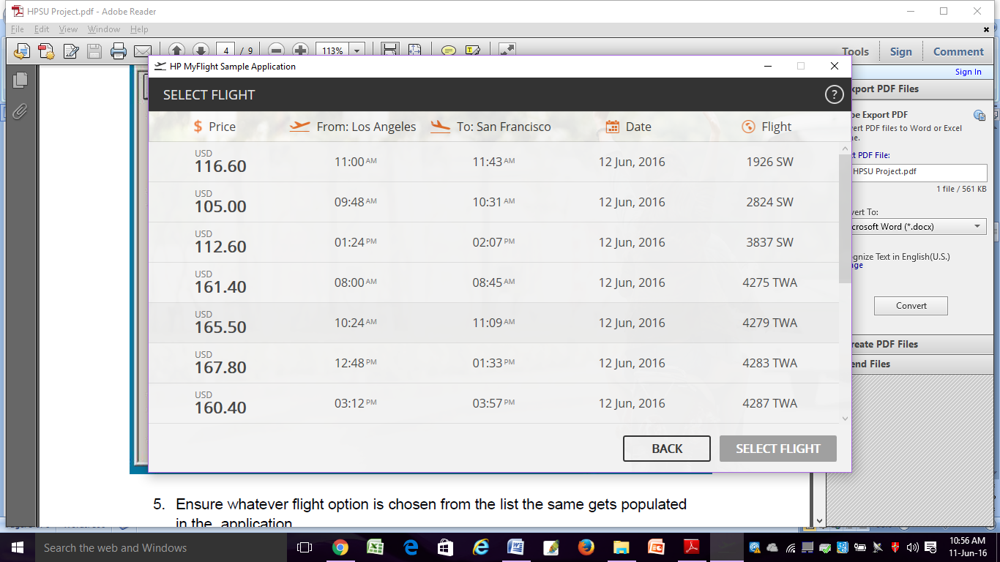 HPSU Project.pdf - Adobe Reader
File Edit View Window Help
4 / 9 113% Tools Sign Comment
Sign In
HP MyFlight Sample Application
SELECT FLIGHT ?
$ Price From: Los Angeles To: San Francisco Date Flight
USD
116.60 11:00 AM 11:43 AM 12 Jun, 2016 1926 SW
USD
105.00 09:48 AM 10:31 AM 12 Jun, 2016 2824 SW
USD
112.60 01:24 PM 02:07 PM 12 Jun, 2016 3837 SW
USD
161.40 08:00 AM 08:45 AM 12 Jun, 2016 4275 TWA
USD
165.50 10:24 AM 11:09 AM 12 Jun, 2016 4279 TWA
USD
167.80 12:48 PM 01:33 PM 12 Jun, 2016 4283 TWA
USD
160.40 03:12 PM 03:57 PM 12 Jun, 2016 4287 TWA
BACK SELECT FLIGHT
xport PDF Files
be Export PDF
vert PDF files to Word or Excel
ne.
ct PDF File:
HPSU Project.pdf
1 file / 561 KB
vert To:
crosoft Word (*.docx)
gnize Text in English(U.S.)
nge
Convert
reate PDF Files
end Files
5. Ensure whatever flight option is chosen from the list the same gets populated
in the application
Search the web and Windows
10:56 AM
11-Jun-16